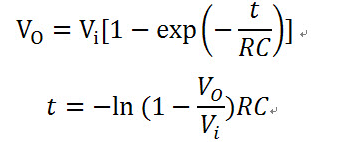 V_O = V_i[1 − exp(−t/RC)]
t = −ln (1 − V_O/V_i)RC